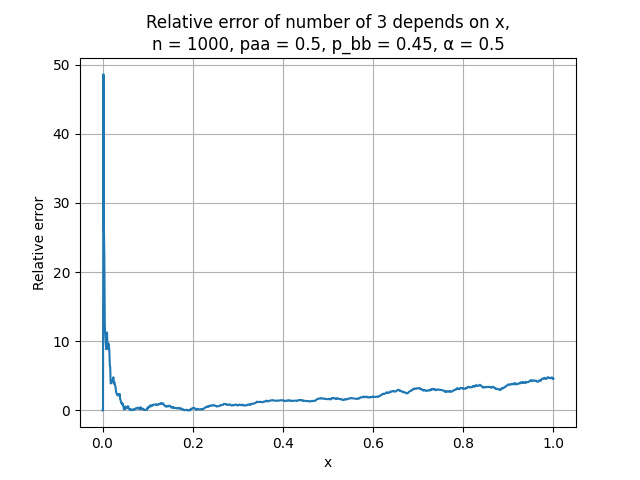 Relative error of number of 3 depends on x,
n = 1000, paa = 0.5, p_bb = 0.45, α = 0.5
50
40
30
20
10
0
Relative error
0.0 0.2 0.4 0.6 0.8 1.0
x